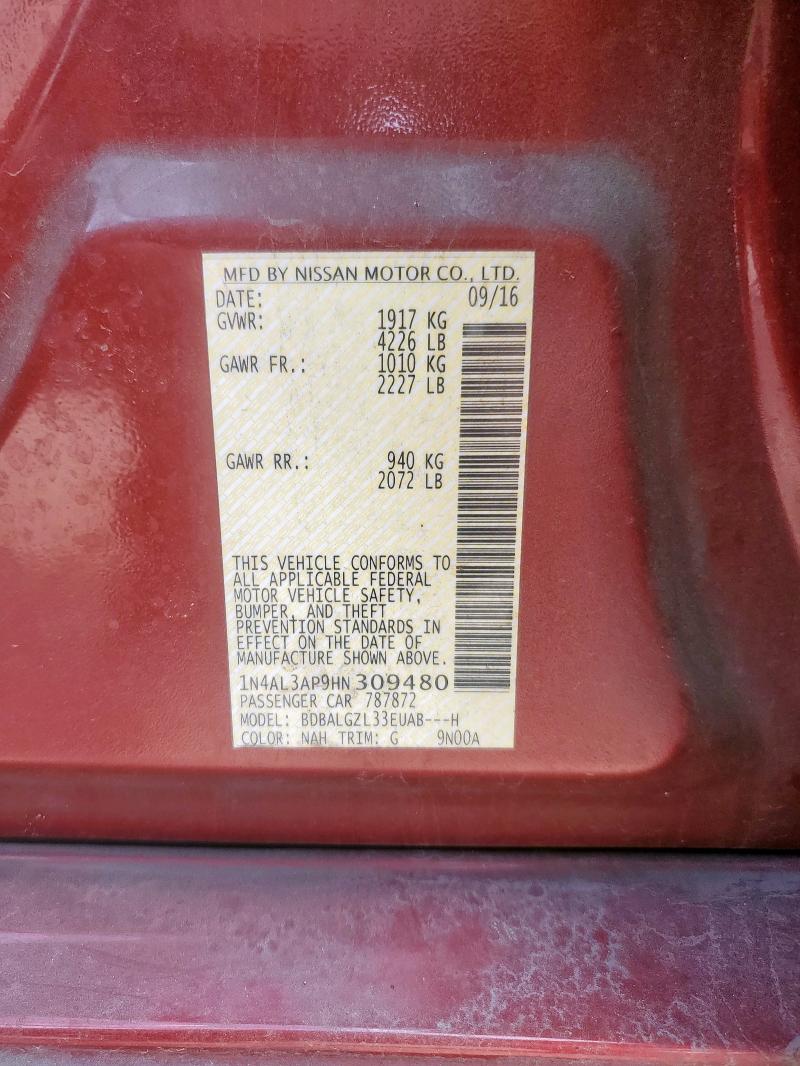 MFD BY NISSAN MOTOR CO., LTD.
DATE: 09/16
GVWR: 1917 KG
4226 LB
GAWR FR.: 1010 KG
2227 LB
GAWR RR.: 940 KG
2072 LB
THIS VEHICLE CONFORMS TO
ALL APPLICABLE FEDERAL
MOTOR VEHICLE SAFETY,
BUMPER, AND THEFT
PREVENTION STANDARDS IN
EFFECT ON THE DATE OF
MANUFACTURE SHOWN ABOVE.
1N4AL3AP9HN 309480
PASSENGER CAR 787872
MODEL: BDBALGZL33EUAB---H
COLOR: NAH TRIM: G 9N00A